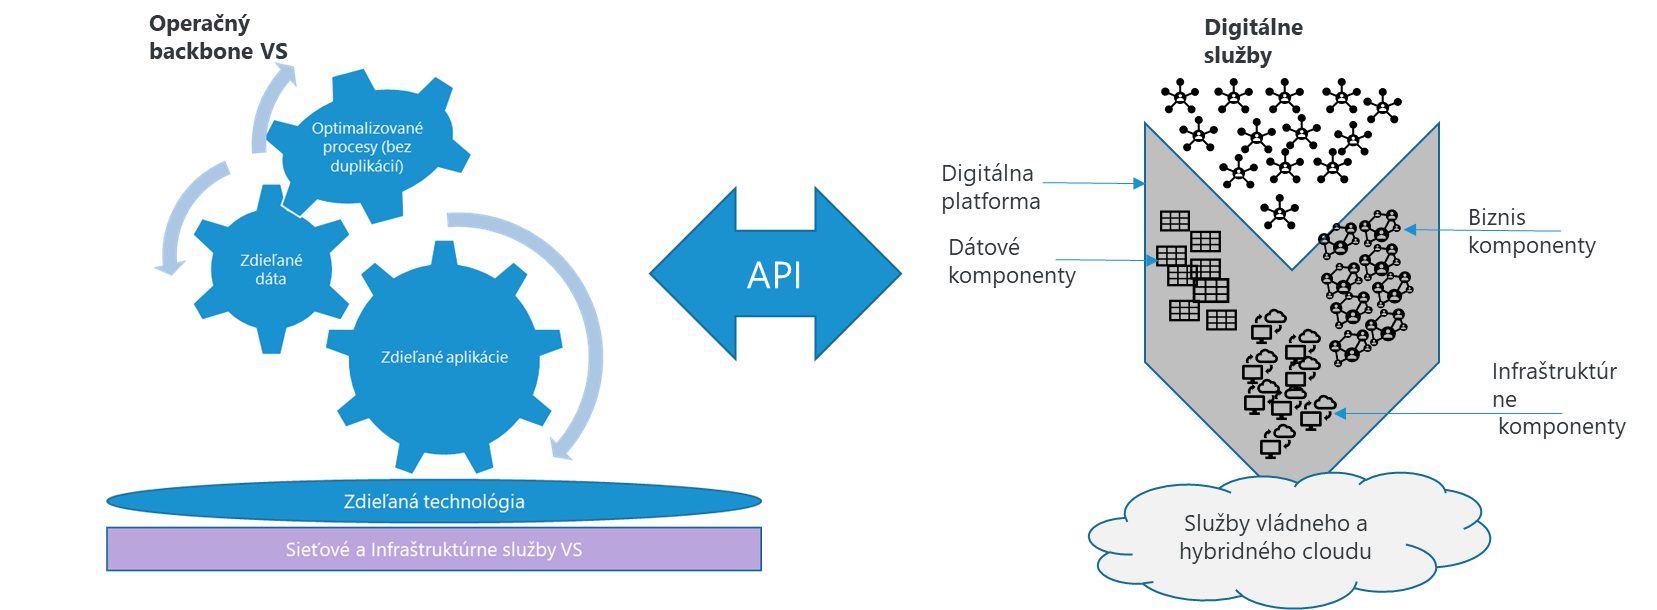 Operačný
backbone VS
Optimalizované
procesy (bez
duplikácií)
Zdieľané
dáta
Zdieľané aplikácie
Zdieľaná technológia
Sieťové a Infraštruktúrne služby VS
API
Digitálne
služby
Digitálna
platforma
Dátové
komponenty
Biznis
komponenty
Infraštruktúr
ne
komponenty
Služby vládneho a
hybridného cloudu